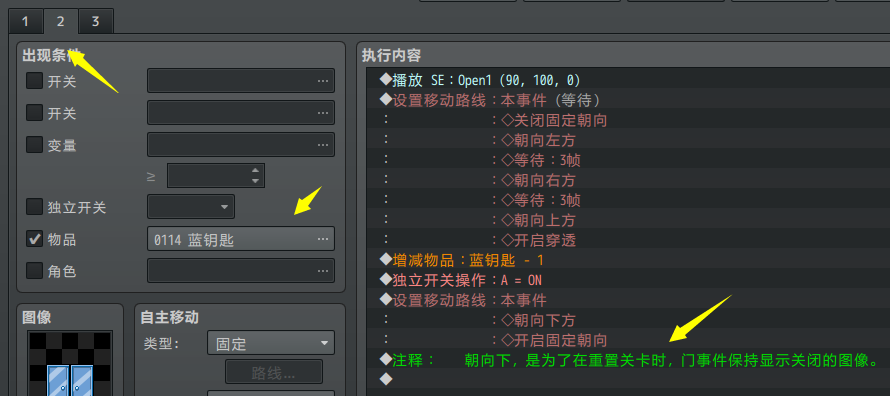 1 2 3
出现条件
开关 ...
开关 ...
变量 ...
≥
独立开关
物品 0114 蓝钥匙 ...
角色 ...
图像
自主移动
类型: 固定
路线...
执行内容
◆播放 SE：Open1 (90, 100, 0)
◆设置移动路线：本事件 (等待)
：　　　　　　：◇关闭固定朝向
：　　　　　　：◇朝向左方
：　　　　　　：◇等待：3帧
：　　　　　　：◇朝向右方
：　　　　　　：◇等待：3帧
：　　　　　　：◇朝向上方
：　　　　　　：◇开启穿透
◆增减物品：蓝钥匙 - 1
◆独立开关操作：A = ON
◆设置移动路线：本事件
：　　　　　　：◇朝向下方
：　　　　　　：◇开启固定朝向
◆注释：　朝向下，是为了在重置关卡时，门事件保持显示关闭的图像。
◆